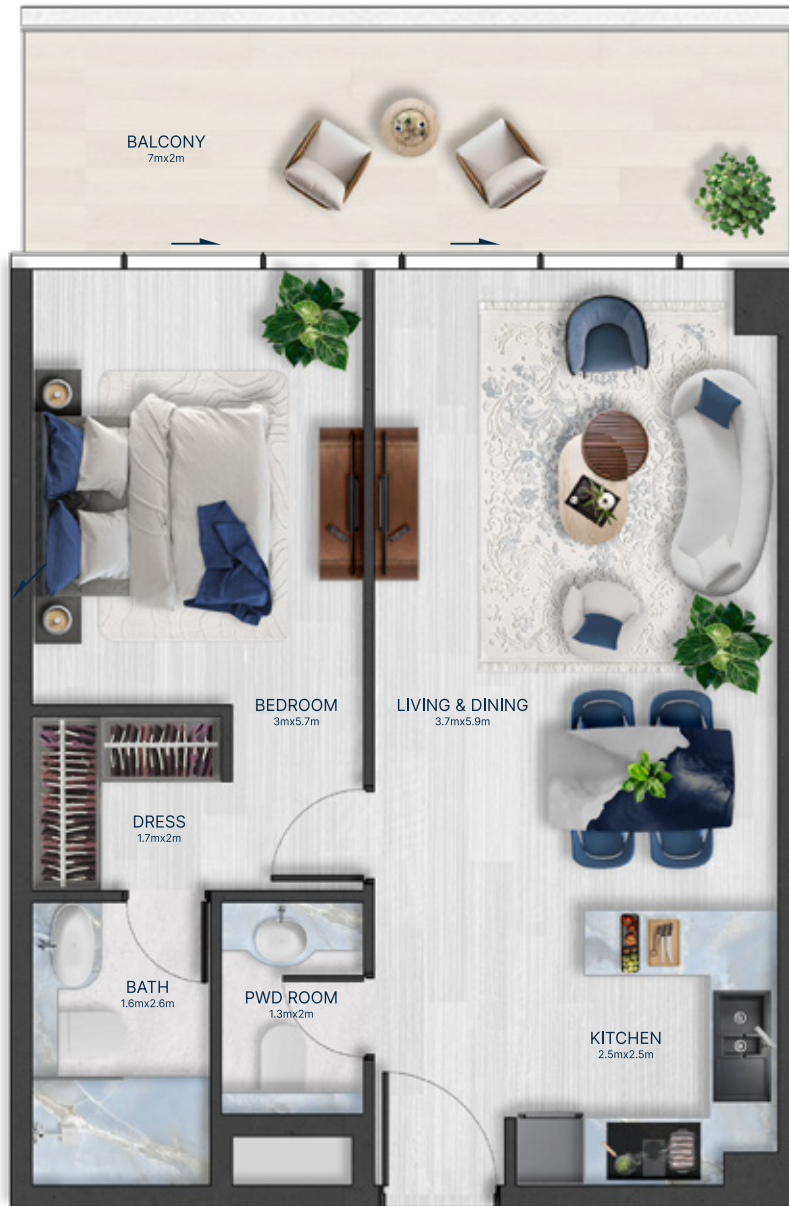 BALCONY
7mx2m
BEDROOM
3mx5.7m
LIVING & DINING
3.7mx5.9m
DRESS
1.7mx2m
BATH
1.6mx2.6m
PWD ROOM
1.3mx2m
KITCHEN
2.5mx2.5m